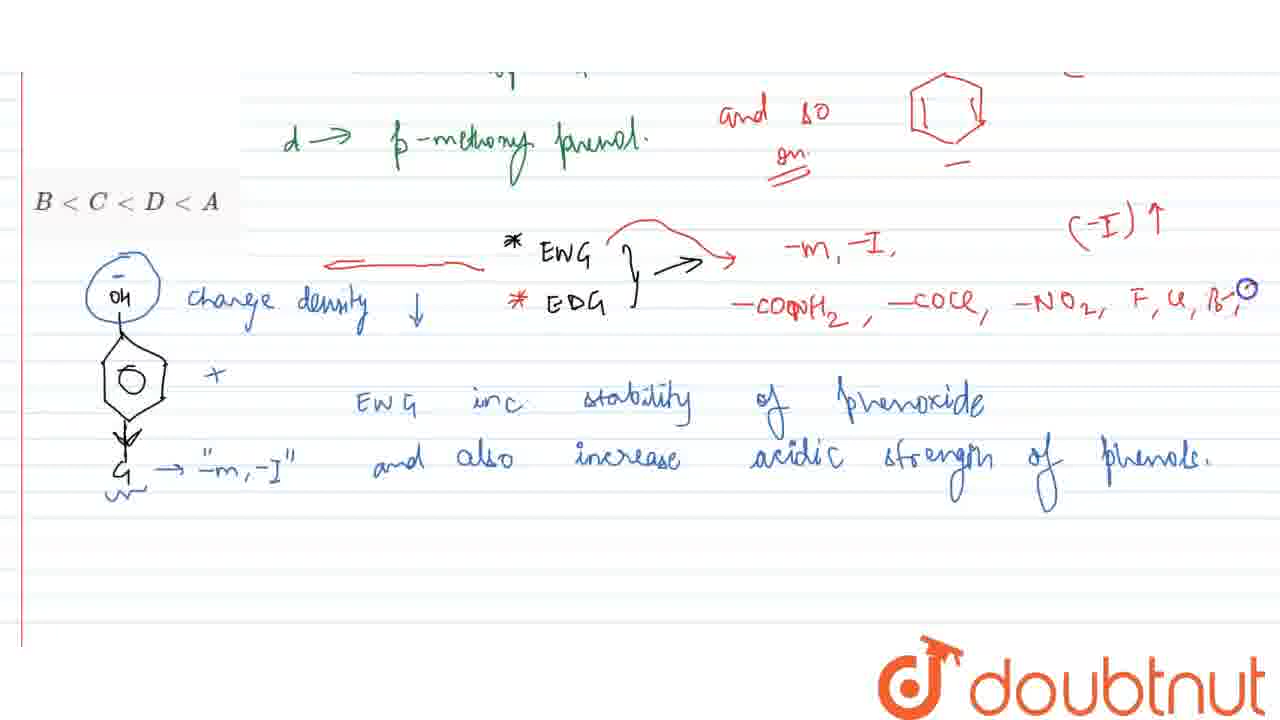 d → p-methoxy phenol.
and so
on.
B < C < D < A
* EWG
* EDG
-m, -I,
(-I) ↑
-CONH2, -COCl, -NO2, F, Cl, Br,
OH
charge density ↓
+
EWG inc. stability of phenoxide
G → "-m, -I" and also increase acidic strength of phenols.
doubtnut